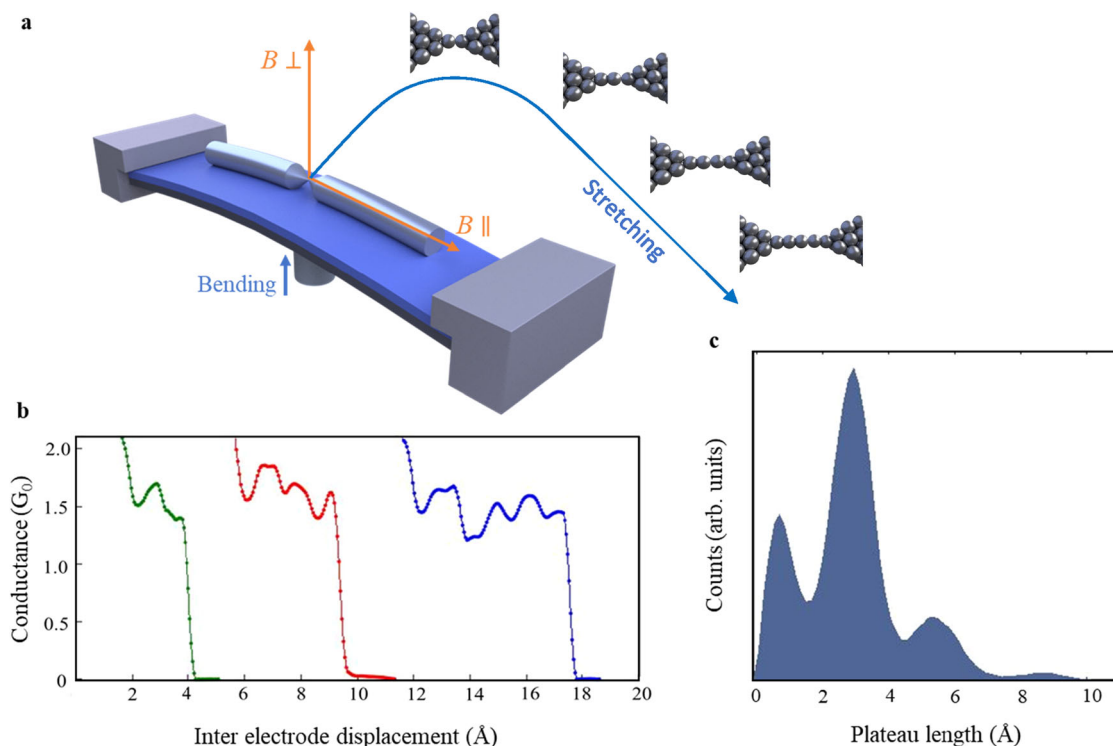 a
B ⊥
B ∥
Stretching
Bending
b
Conductance (G₀)
2.0
1.5
1.0
0.5
0
2 4 6 8 10 12 14 16 18 20
Inter electrode displacement (Å)
c
Counts (arb. units)
0 2 4 6 8 10
Plateau length (Å)